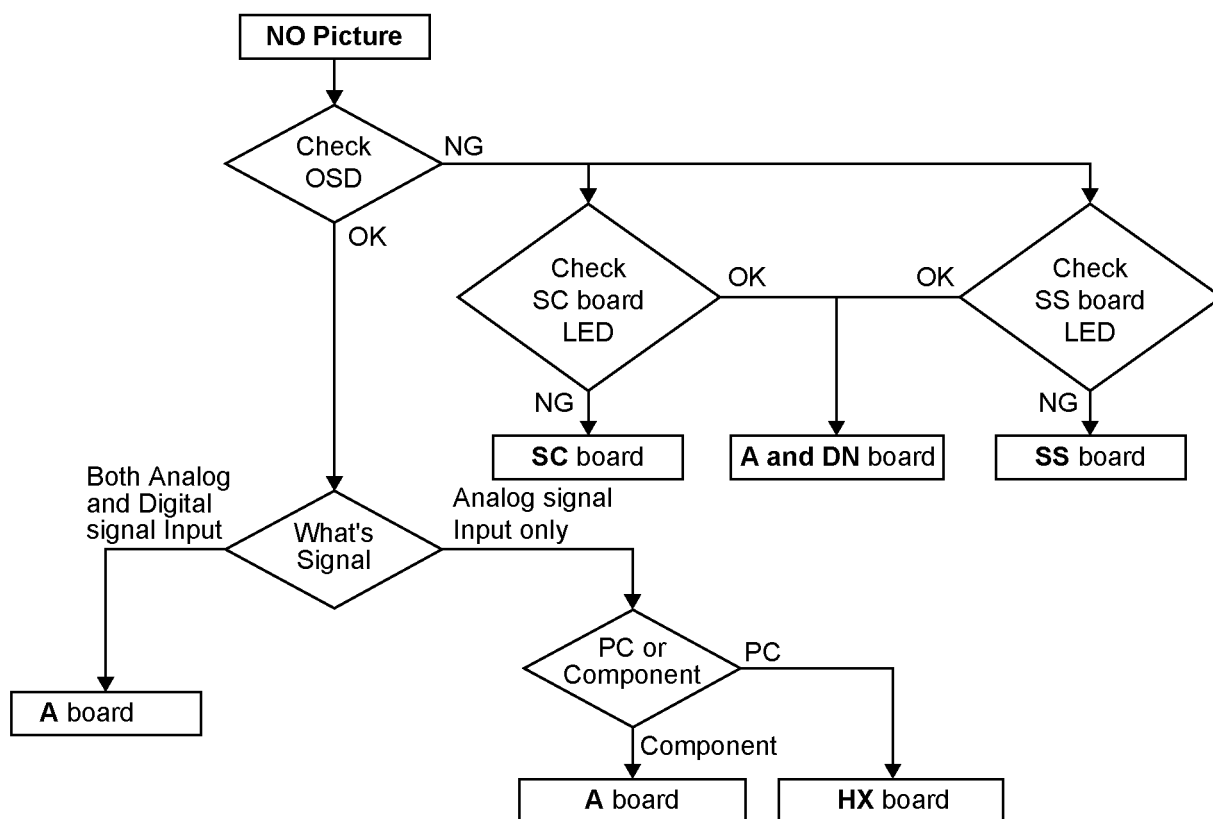 NO Picture
Check
OSD
NG
OK
Check
SC board
LED
OK
OK
Check
SS board
LED
NG
NG
SC board
A and DN board
SS board
Both Analog
and Digital
signal Input
What's
Signal
Analog signal
Input only
PC or
Component
PC
A board
Component
A board
HX board